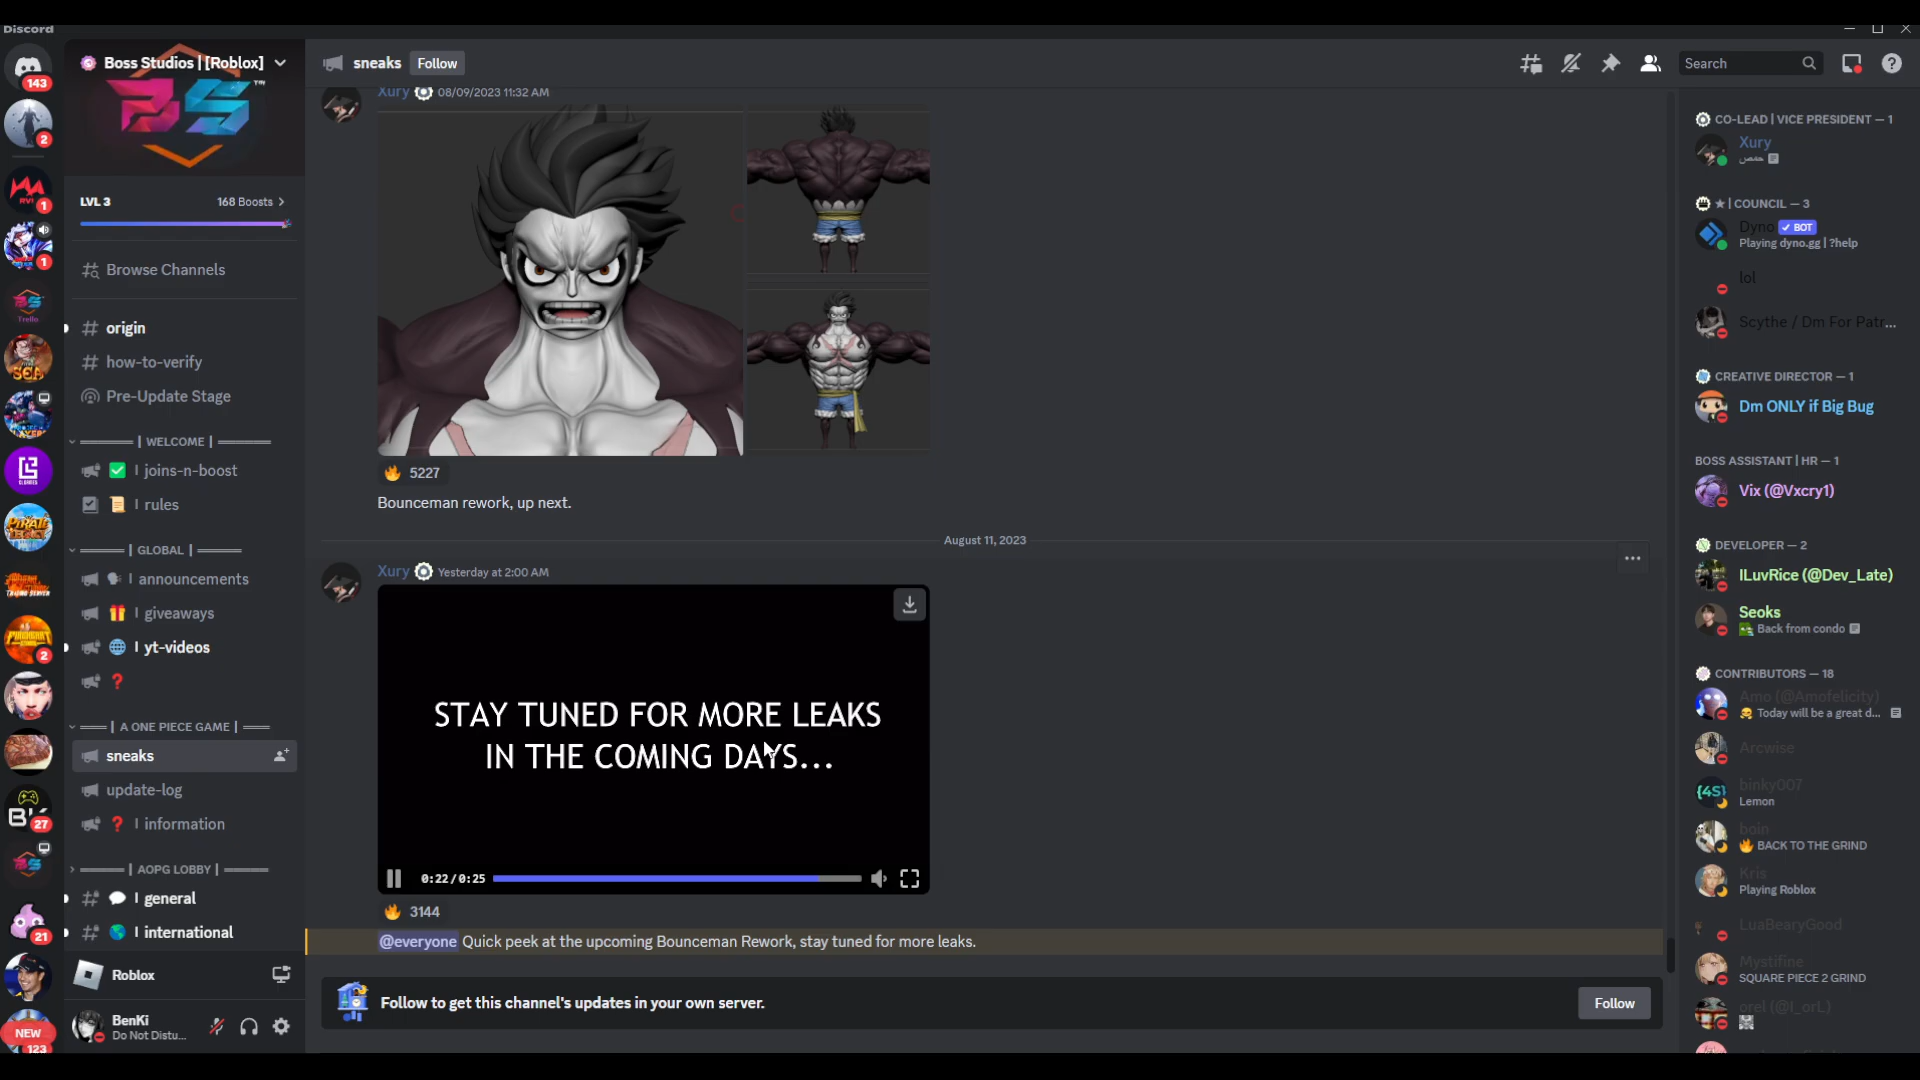 Discord
143
2
1
1
Trello
27
21
2
NEW
123
Boss Studios | [Roblox]
LVL 3
168 Boosts
Browse Channels
origin
how-to-verify
Pre-Update Stage
| WELCOME |
joins-n-boost
rules
| GLOBAL |
announcements
giveaways
yt-videos
| A ONE PIECE GAME |
sneaks
update-log
information
| AOPG LOBBY |
general
international
Roblox
BenKi
Do Not Distu...
sneaks
Follow
Search
Xury 08/09/2023 11:32 AM
5227
Bounceman rework, up next.
August 11, 2023
Xury Yesterday at 2:00 AM
STAY TUNED FOR MORE LEAKS
IN THE COMING DAYS...
0:22/0:25
3144
@everyone Quick peek at the upcoming Bounceman Rework, stay tuned for more leaks.
Follow to get this channel's updates in your own server.
Follow
CO-LEAD | VICE PRESIDENT — 1
Xury
★ | COUNCIL — 3
Dyno BOT
Playing dyno.gg | ?help
lol
Scythe / Dm For Patr...
CREATIVE DIRECTOR — 1
Dm ONLY if Big Bug
BOSS ASSISTANT | HR — 1
Vix (@Vxcry1)
DEVELOPER — 2
ILuvRice (@Dev_Late)
Seoks
Back from condo
CONTRIBUTORS — 18
Amo (@Amofelicity)
Today will be a great d...
Arcwise
binky007
Lemon
boin
BACK TO THE GRIND
Kris
Playing Roblox
LuaBearyGood
Mystifine
SQUARE PIECE 2 GRIND
orel (@I_orL)